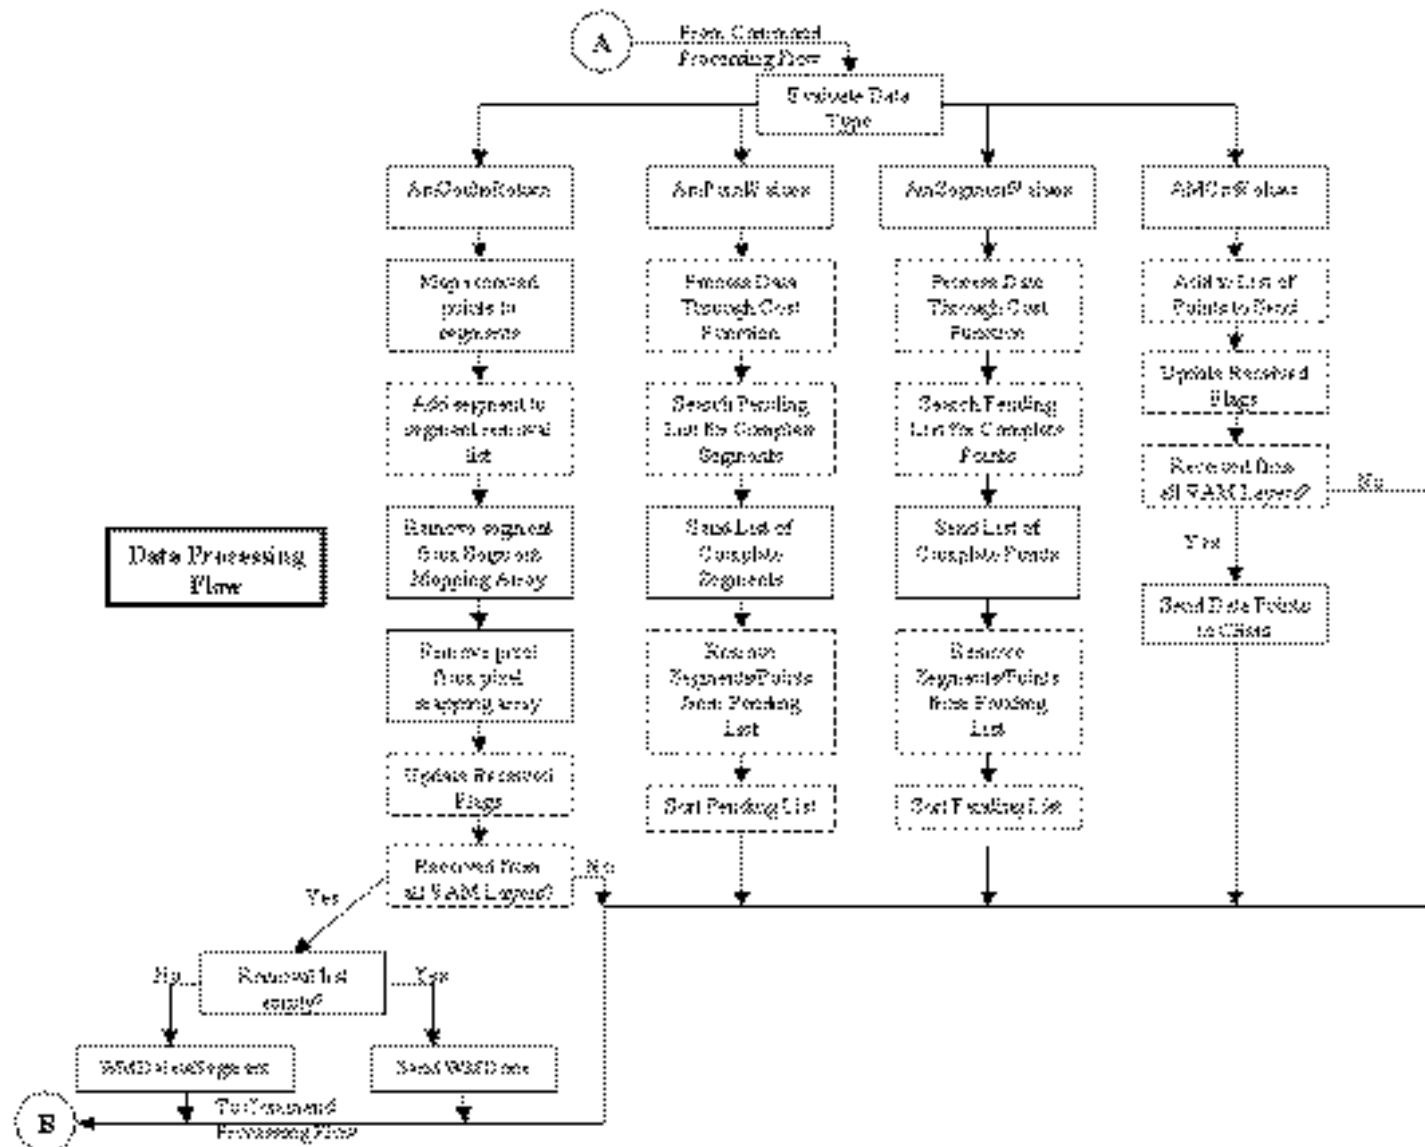 A
From Command
Processing Flow
Evaluate Data
Type
Map received
points to
segments
Add segment to
segment removal
list
Remove segment
from Segment
Mapping Array
Remove pixel
from pixel
mapping array
Update Received
Flags
Received from
all VAM Layers?
Yes
No
Removal list
empty?
No
Yes
Send WMDone
Process Data
Through Cost
Function
Search Pending
List for Complete
Segments
Send List of
Complete
Segments
Remove
Segments/Points
from Pending
List
Sort Pending List
Process Data
Through Cost
Function
Search Pending
List for Complete
Points
Send List of
Complete Points
Remove
Segments/Points
from Pending
List
Sort Pending List
Add to List of
Points to Send
Update Received
Flags
Received from
all VAM Layers?
No
Yes
Send Data Points
to
Data Processing
Flow
B
To Command
Processing Flow